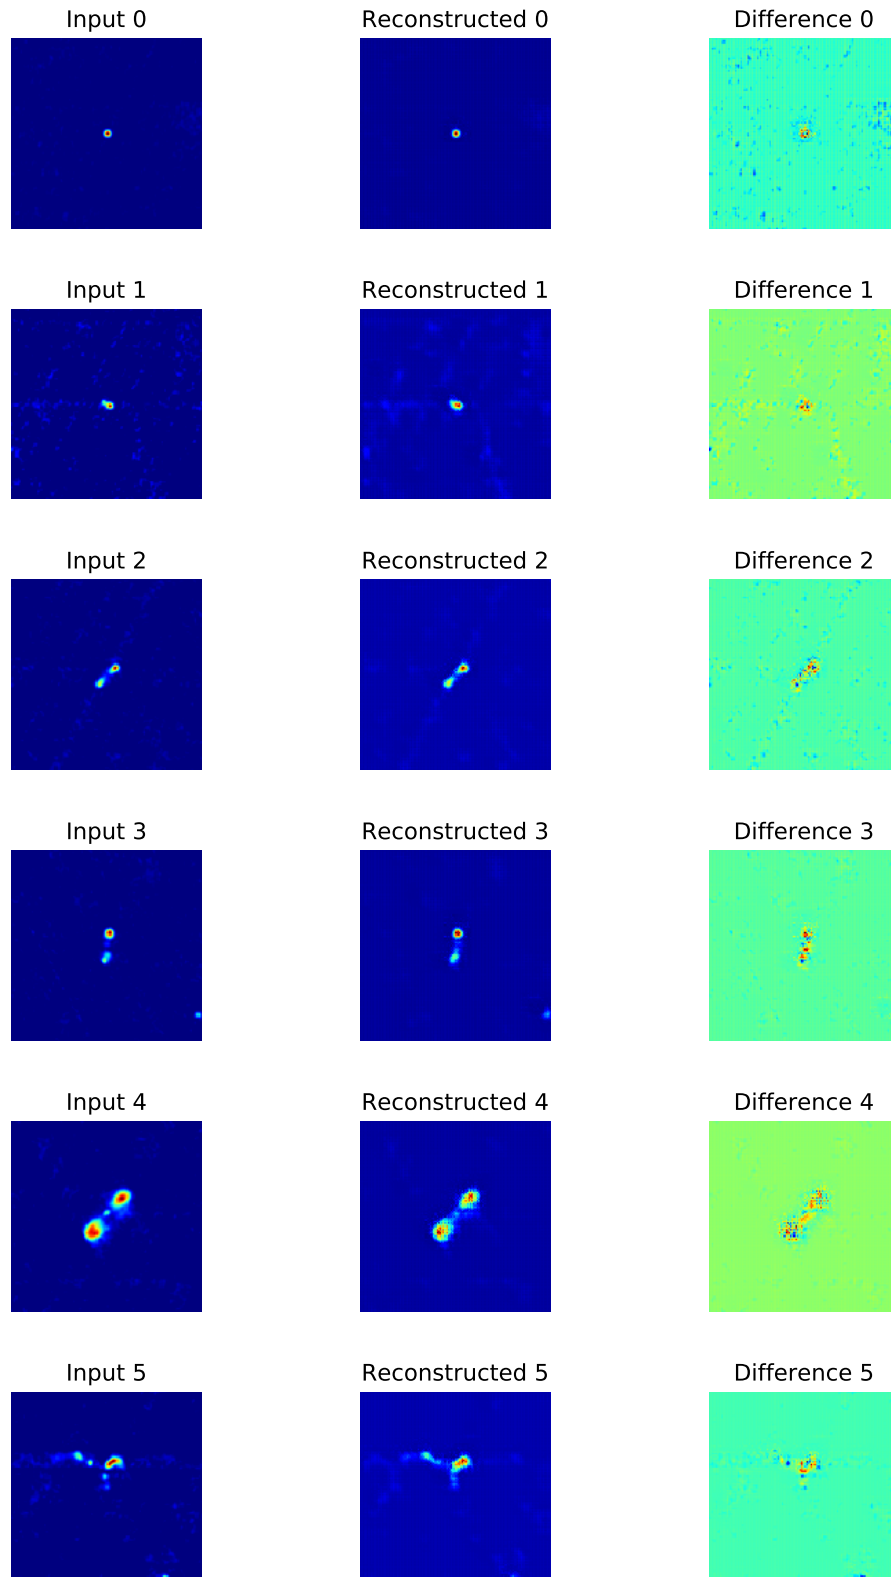 Input 0
Reconstructed 0
Difference 0
Input 1
Reconstructed 1
Difference 1
Input 2
Reconstructed 2
Difference 2
Input 3
Reconstructed 3
Difference 3
Input 4
Reconstructed 4
Difference 4
Input 5
Reconstructed 5
Difference 5